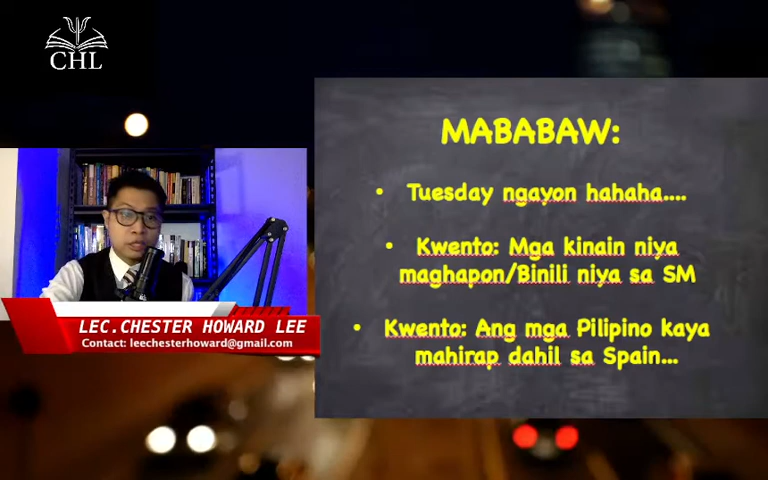 CHL
MABABAW:
• Tuesday ngayon hahaha....
• Kwento: Mga kinain niya
maghapon/Binili niya sa SM
• Kwento: Ang mga Pilipino kaya
mahirap dahil sa Spain...
LEC.CHESTER HOWARD LEE
Contact: leechesterhoward@gmail.com